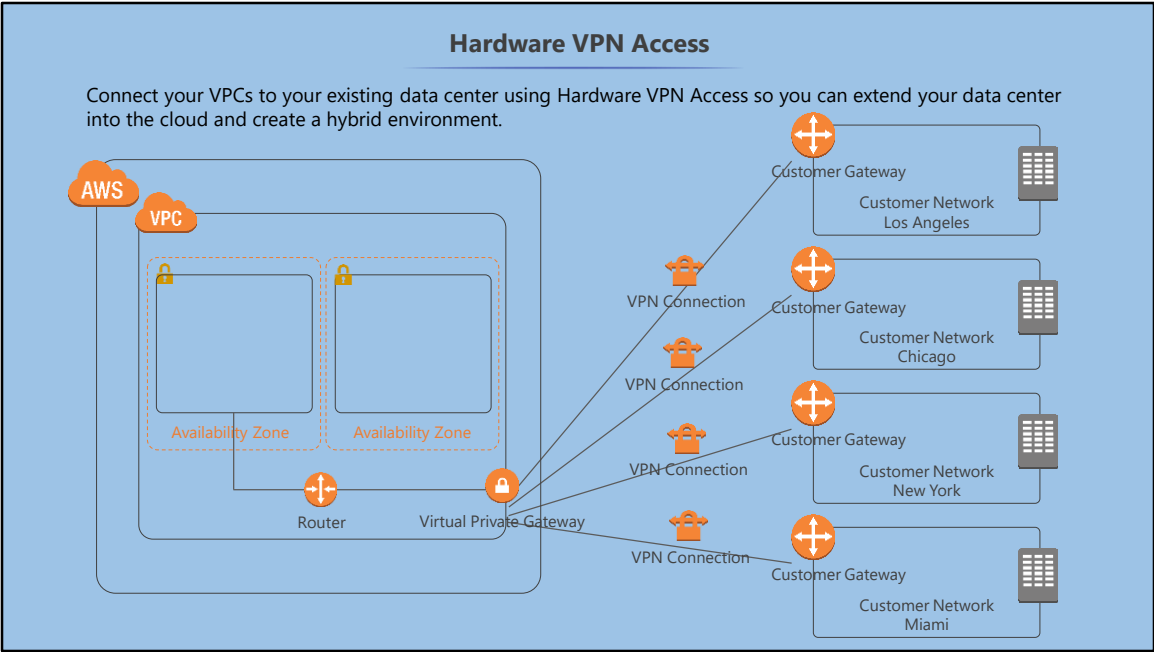 Hardware VPN Access
Connect your VPCs to your existing data center using Hardware VPN Access so you can extend your data center
into the cloud and create a hybrid environment.
AWS
VPC
Availability Zone
Availability Zone
Router
Virtual Private Gateway
VPN Connection
VPN Connection
VPN Connection
VPN Connection
Customer Gateway
Customer Network
Los Angeles
Customer Gateway
Customer Network
Chicago
Customer Gateway
Customer Network
New York
Customer Gateway
Customer Network
Miami